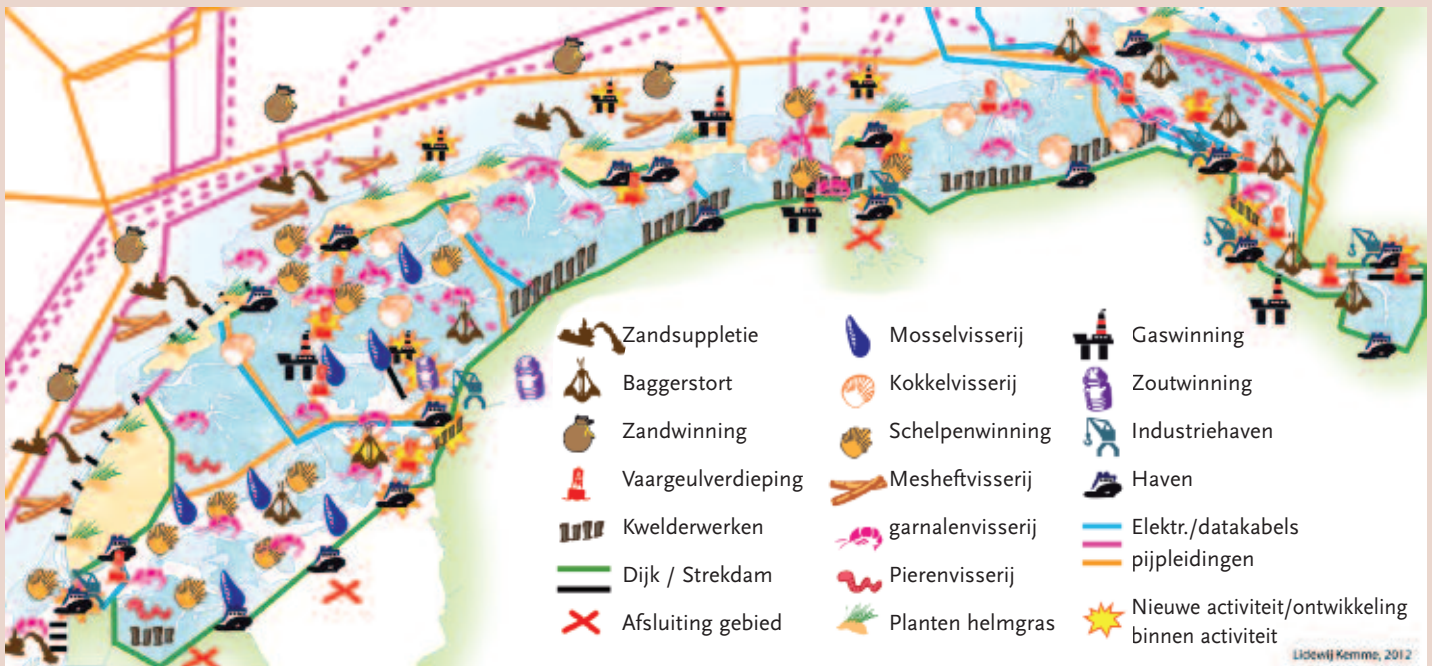 Zandsuppletie
Baggerstort
Zandwinning
Vaargeulverdieping
Kwelderwerken
Dijk / Strekdam
Afsluiting gebied
Mosselvisserij
Kokkelvisserij
Schelpenwinning
Mesheftvisserij
garnalenvisserij
Pierenvisserij
Planten helmgras
Gaswinning
Zoutwinning
Industriehaven
Haven
Elektr./datakabels
pijpleidingen
Nieuwe activiteit/ontwikkeling
binnen activiteit
Lidewij Kemme, 2012